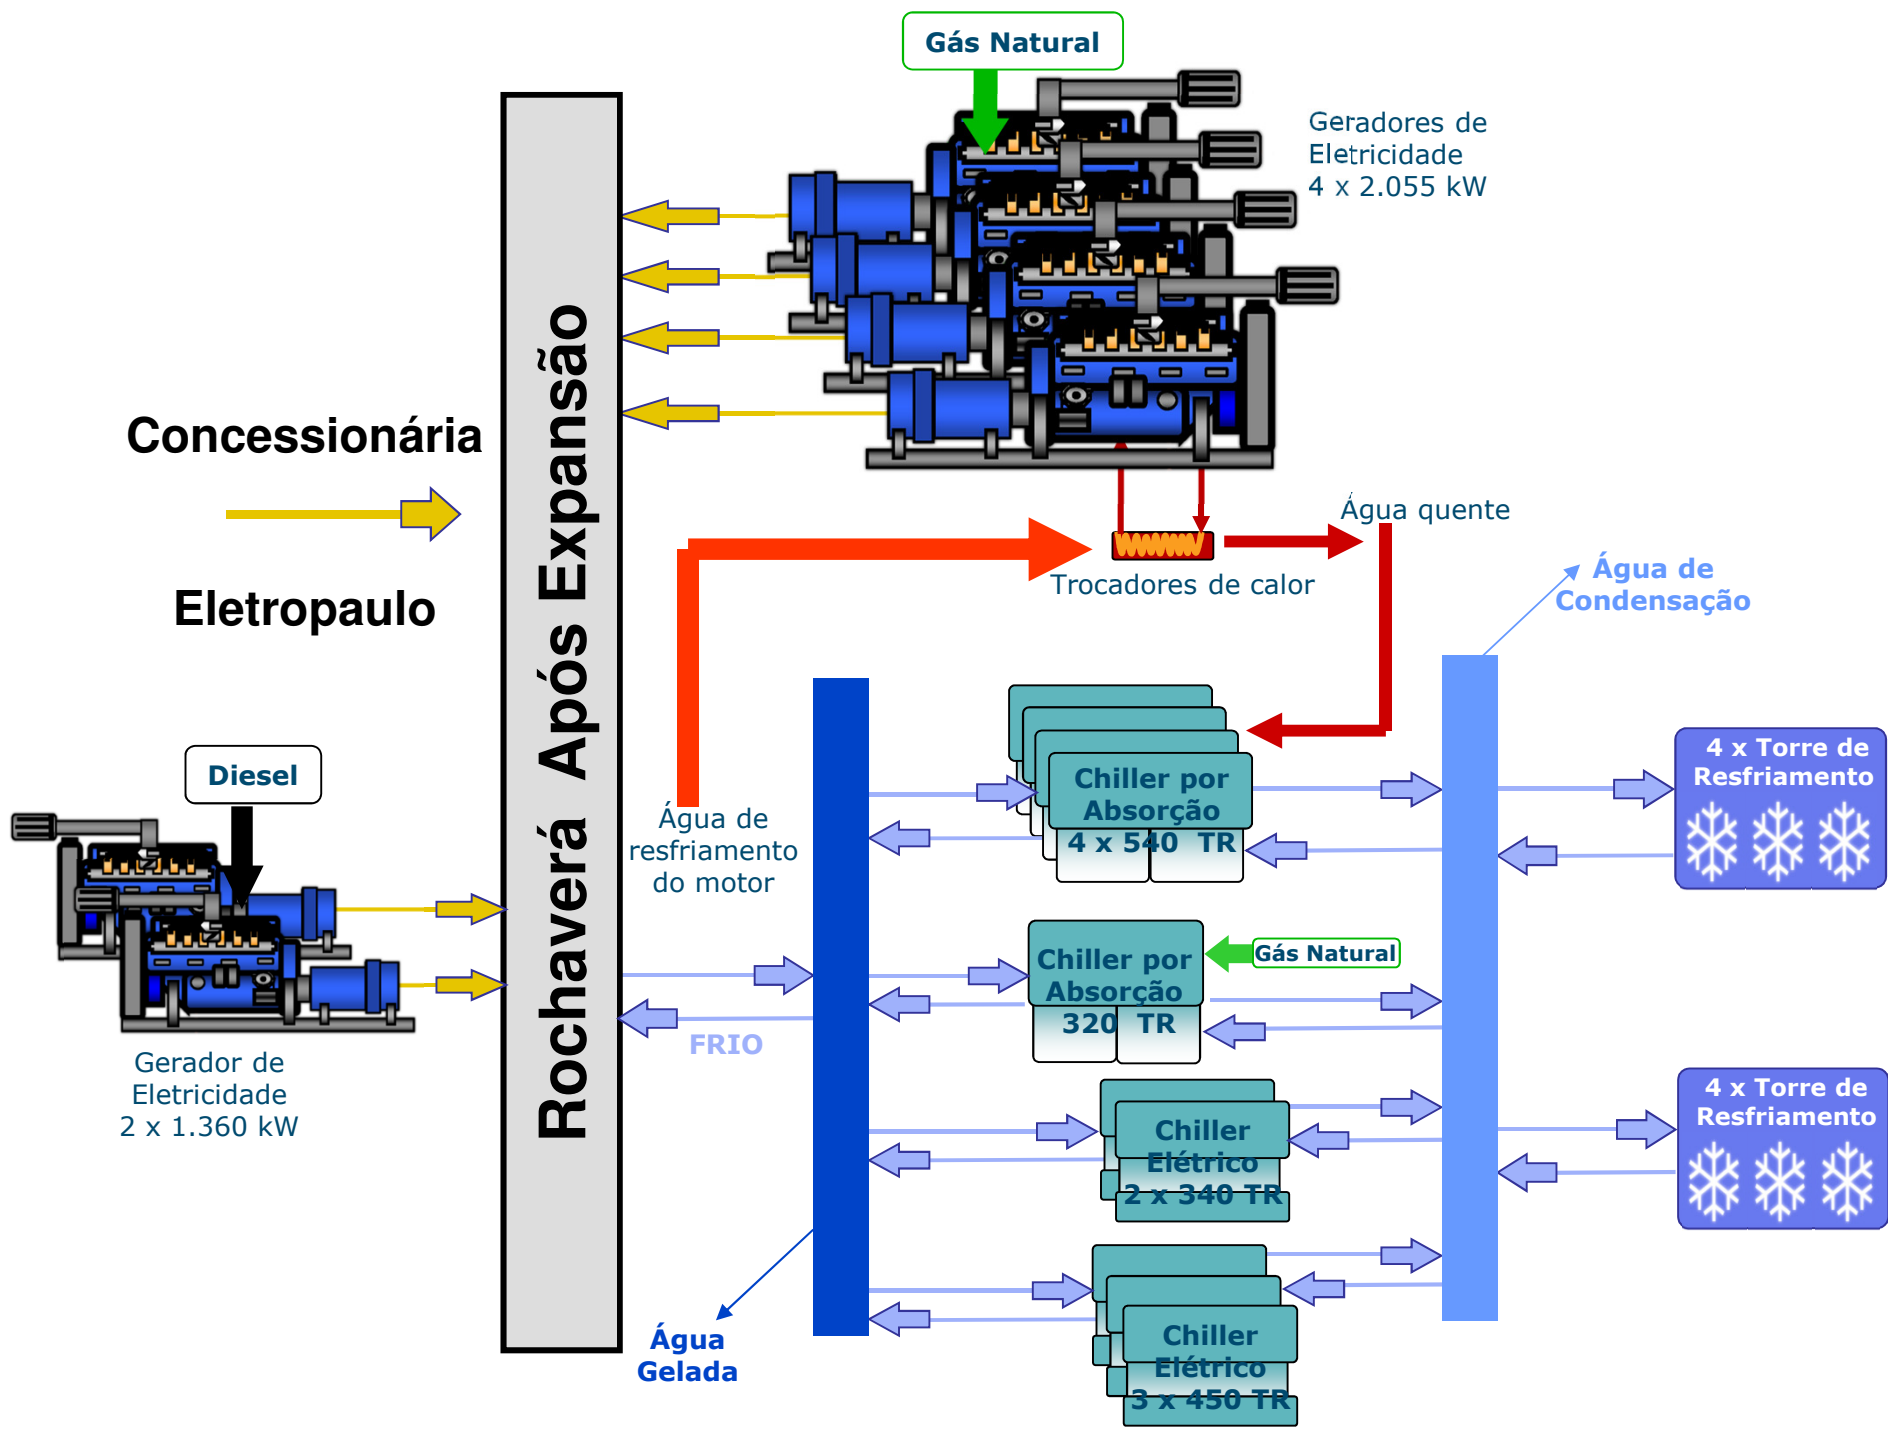 Gás Natural
Geradores de
Eletricidade
4 x 2.055 kW
Concessionária
Eletropaulo
Rochaverá Após Expansão
Água quente
Trocadores de calor
Água de
Condensação
Diesel
Água de
resfriamento
do motor
Chiller por
Absorção
4 x 540 TR
4 x Torre de
Resfriamento
Chiller por
Absorção
320 TR
Gás Natural
FRIO
Gerador de
Eletricidade
2 x 1.360 kW
Chiller
Elétrico
2 x 340 TR
4 x Torre de
Resfriamento
Água
Gelada
Chiller
Elétrico
3 x 450 TR